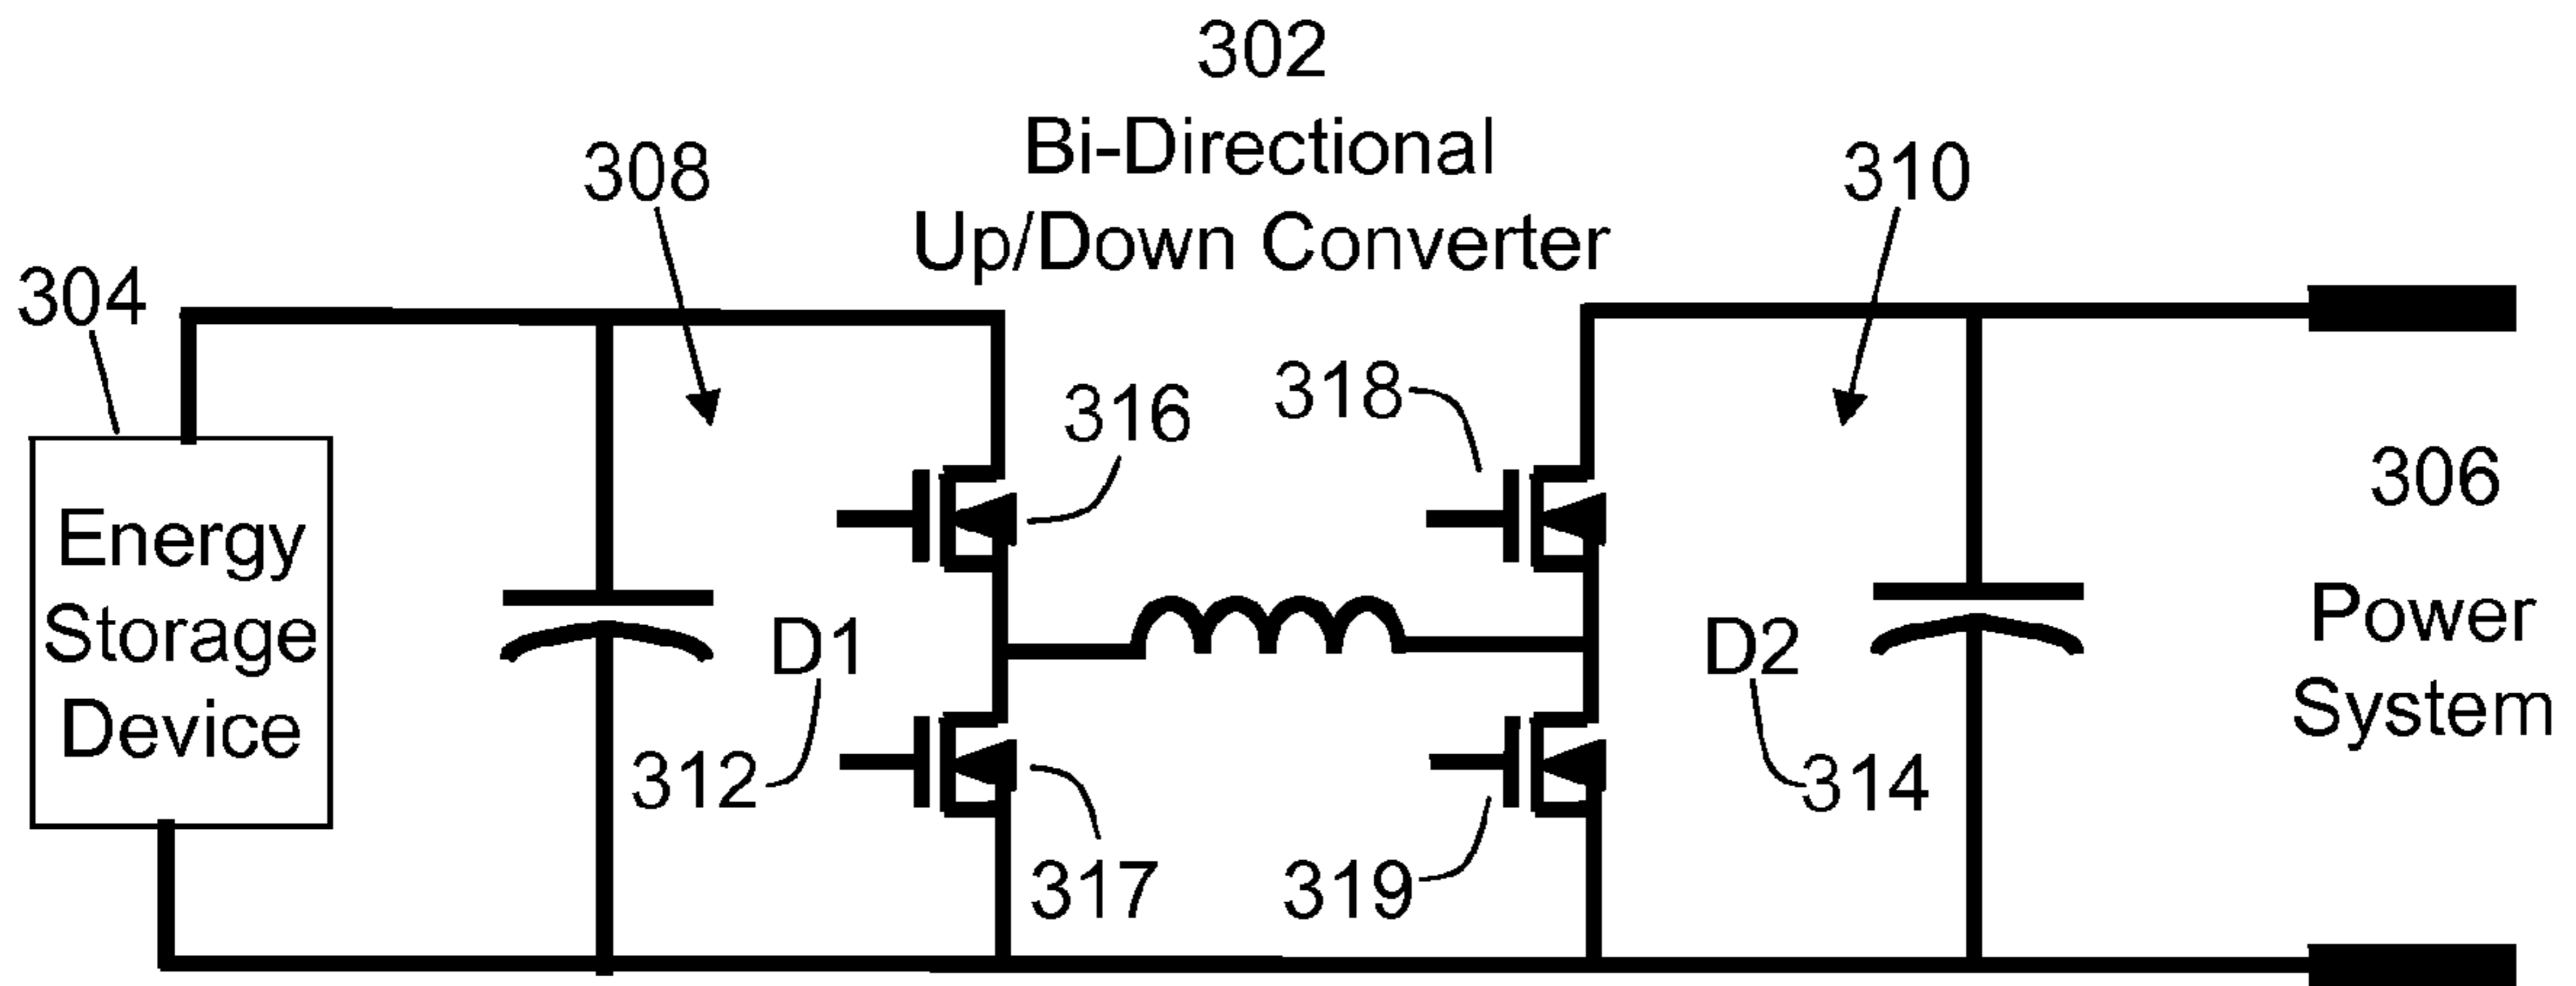 302
Bi-Directional
Up/Down Converter
308
310
304
316
318
306
Energy
Storage
Device
D1
312
D2
314
Power
System
317
319